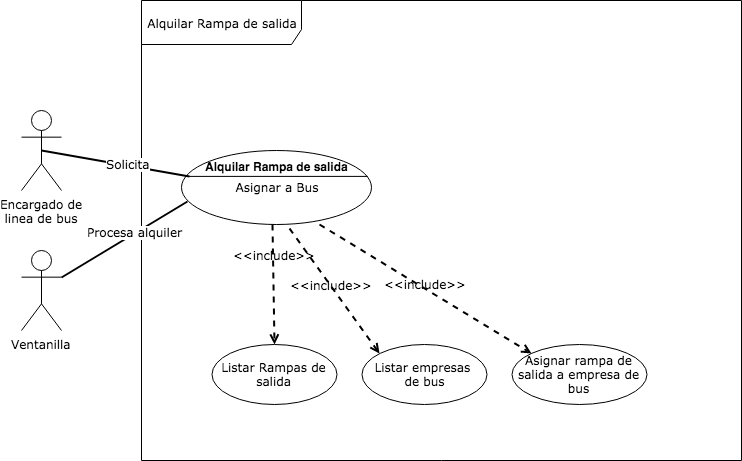 Alquilar Rampa de salida
Solicita
Alquilar Rampa de salida
Asignar a Bus
Encargado de
linea de bus
Procesa alquiler
<<include>>
<<include>>
<<include>>
Ventanilla
Listar Rampas de
salida
Listar empresas
de bus
Asignar rampa de
salida a empresa de
bus